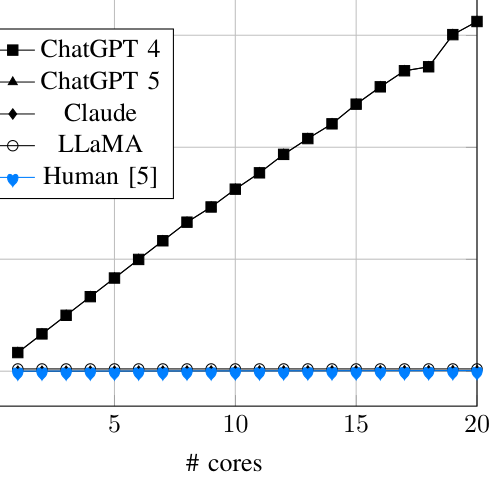 ChatGPT 4
ChatGPT 5
Claude
LLaMA
Human [5]
5 10 15 20
# cores